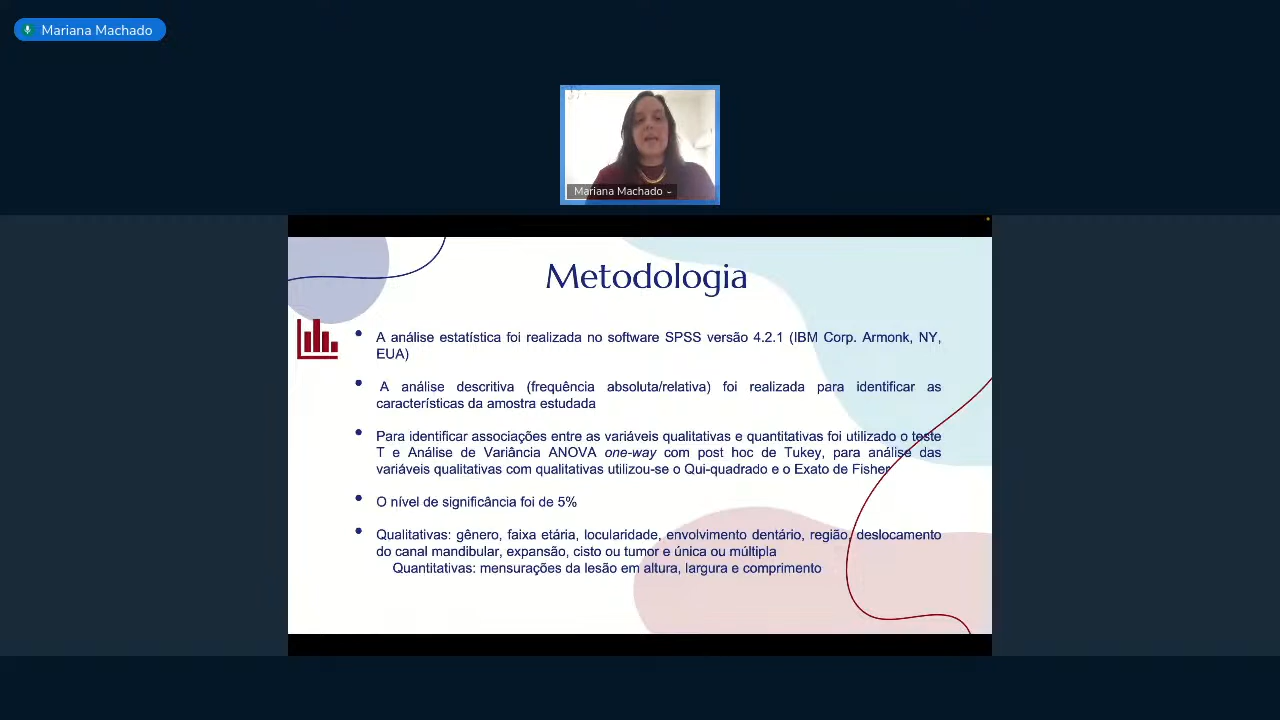 Mariana Machado
Mariana Machado
Metodologia
A análise estatística foi realizada no software SPSS versão 4.2.1 (IBM Corp. Armonk, NY,
EUA)
A análise descritiva (frequência absoluta/relativa) foi realizada para identificar as
características da amostra estudada
Para identificar associações entre as variáveis qualitativas e quantitativas foi utilizado o teste
T e Análise de Variância ANOVA one-way com post hoc de Tukey, para análise das
variáveis qualitativas com qualitativas utilizou-se o Qui-quadrado e o Exato de Fisher
O nível de significância foi de 5%
Qualitativas: gênero, faixa etária, locularidade, envolvimento dentário, região, deslocamento
do canal mandibular, expansão, cisto ou tumor e única ou múltipla
Quantitativas: mensurações da lesão em altura, largura e comprimento